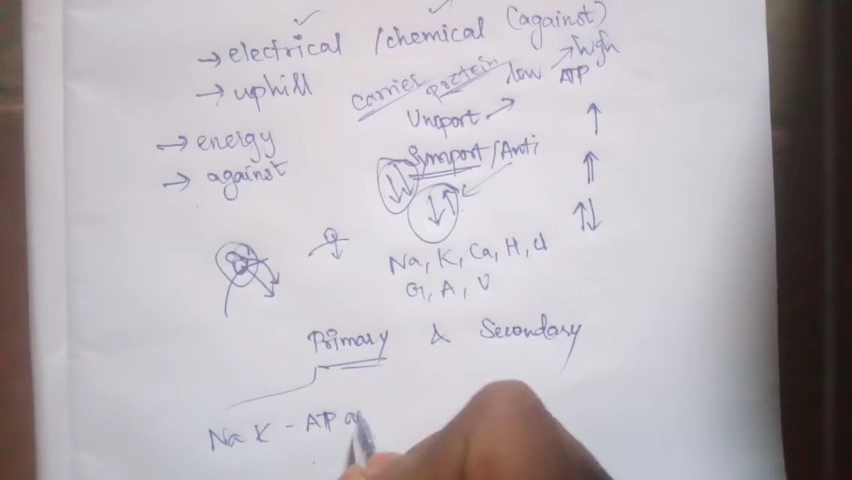 → electrical /chemical (against)
→ uphill
carrier protein
low → high
ATP
→ energy
Uniport → ↑
→ against
Symport /Anti ⇈
↑↓
Na, K, Ca, H, Cl
G, A, U
Primary & Secondary
Na K - ATP a